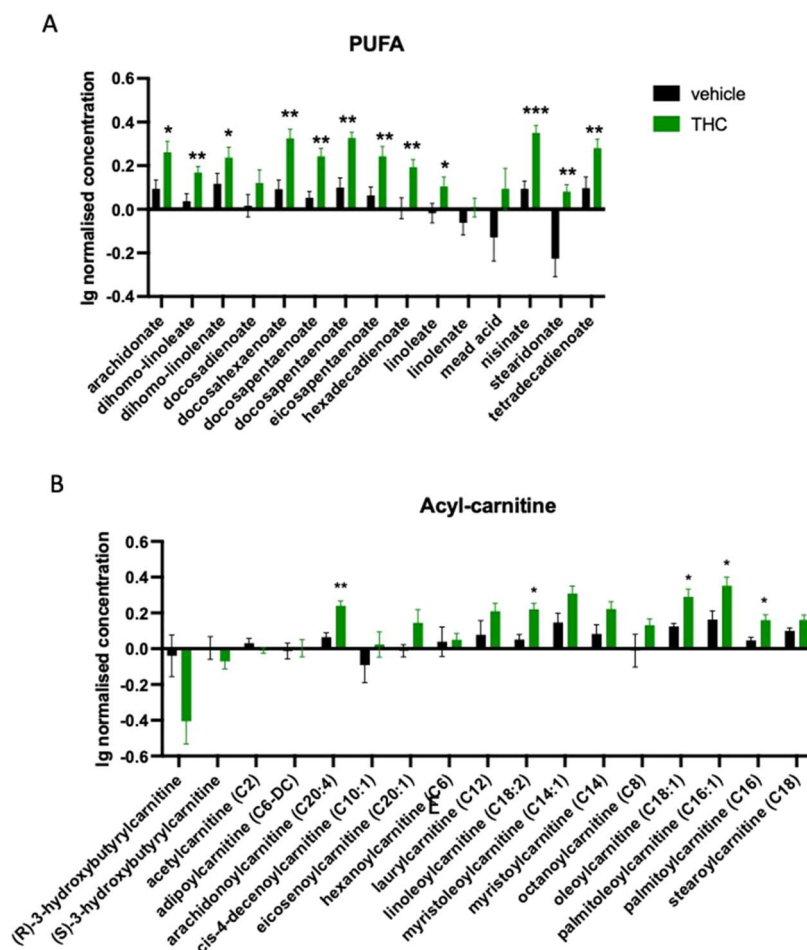 A
PUFA
lg normalised concentration
0.6
0.4
0.2
0.0
-0.2
-0.4
* ** * ** ** ** ** ** * *** ** **
vehicle
THC
arachidonate
dihomo-linoleate
dihomo-linolenate
docosadienoate
docosahexaenoate
docosapentaenoate
docosapentaenoate
eicosapentaenoate
hexadecadienoate
linoleate
linolenate
mead acid
nisinate
stearidonate
tetradecadienoate
B
Acyl-carnitine
lg normalised concentration
0.6
0.4
0.2
0.0
-0.2
-0.4
-0.6
** * * * *
(R)-3-hydroxybutyrylcarnitine
(S)-3-hydroxybutyrylcarnitine
acetylcarnitine (C2)
adipoylcarnitine (C6-DC)
arachidonoylcarnitine (C20:4)
cis-4-decenoylcarnitine (C10:1)
eicosenoylcarnitine (C20:1)
hexanoylcarnitine (C6)
E
laurylcarnitine (C12)
linoleoylcarnitine (C18:2)
myristoleoylcarnitine (C14:1)
myristoylcarnitine (C14)
octanoylcarnitine (C8)
oleoylcarnitine (C18:1)
palmitoleoylcarnitine (C16:1)
palmitoylcarnitine (C16)
stearoylcarnitine (C18)